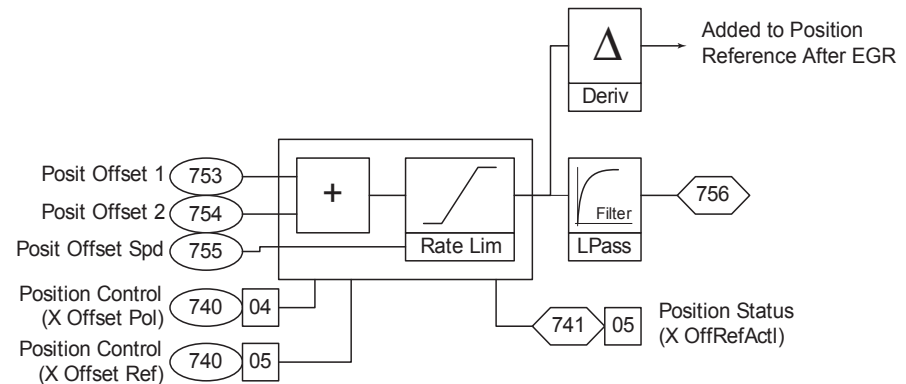 Δ
Deriv
Added to Position
Reference After EGR
Posit Offset 1
753
+
Posit Offset 2
754
Posit Offset Spd
755
Rate Lim
Filter
LPass
756
Position Control
(X Offset Pol)
740
04
741
05
Position Status
(X OffRefActl)
Position Control
(X Offset Ref)
740
05